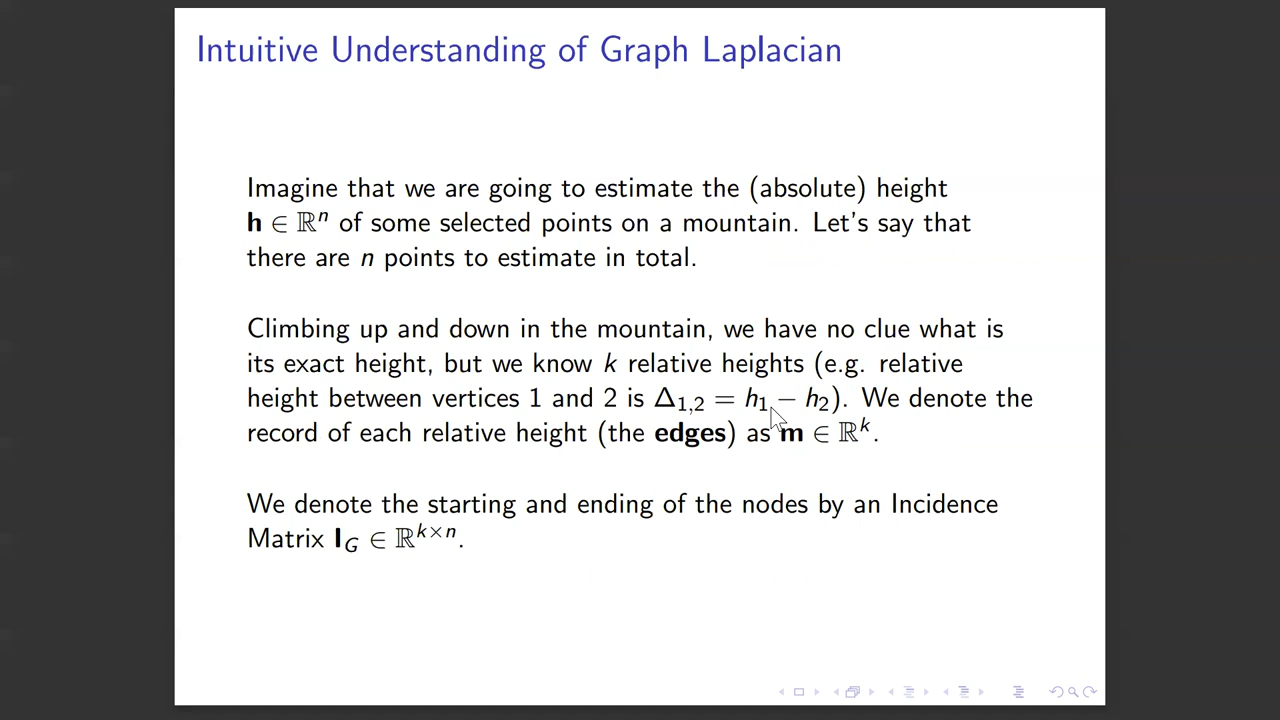 Intuitive Understanding of Graph Laplacian
Imagine that we are going to estimate the (absolute) height
h ∈ ℝⁿ of some selected points on a mountain. Let's say that
there are n points to estimate in total.
Climbing up and down in the mountain, we have no clue what is
its exact height, but we know k relative heights (e.g. relative
height between vertices 1 and 2 is Δ₁,₂ = h₁ − h₂). We denote the
record of each relative height (the edges) as m ∈ ℝᵏ.
We denote the starting and ending of the nodes by an Incidence
Matrix I_G ∈ ℝᵏˣⁿ.